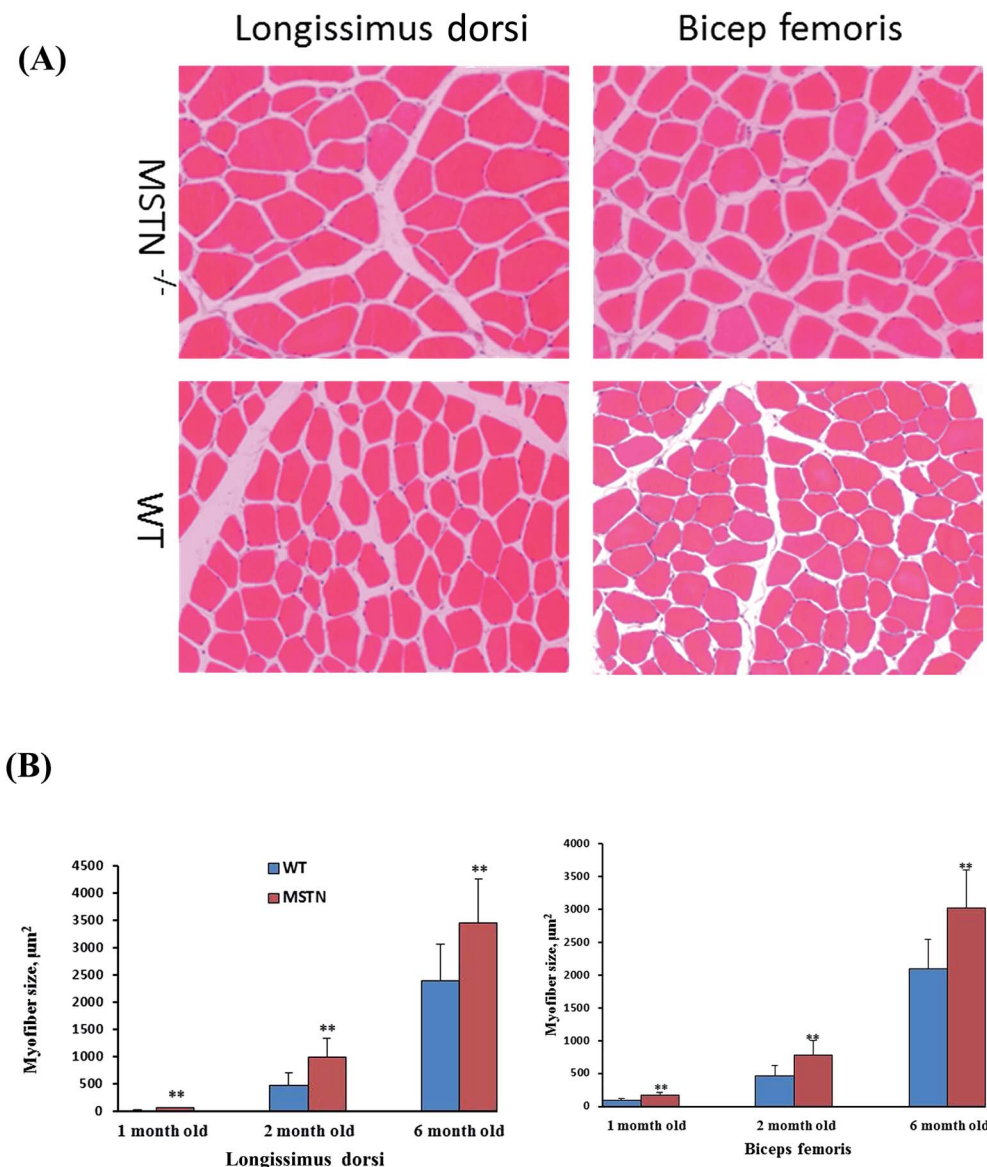 Longissimus dorsi
Bicep femoris
(A)
MSTN -/-
WT
(B)
WT
MSTN
4500
4000
3500
3000
2500
2000
1500
1000
500
0
Myofiber size, µm²
**
**
**
1 month old
2 month old
6 month old
Longissimus dorsi
4000
3500
3000
2500
2000
1500
1000
500
0
Myofiber size, µm²
**
**
**
1 momth old
2 momth old
6 momth old
Biceps femoris